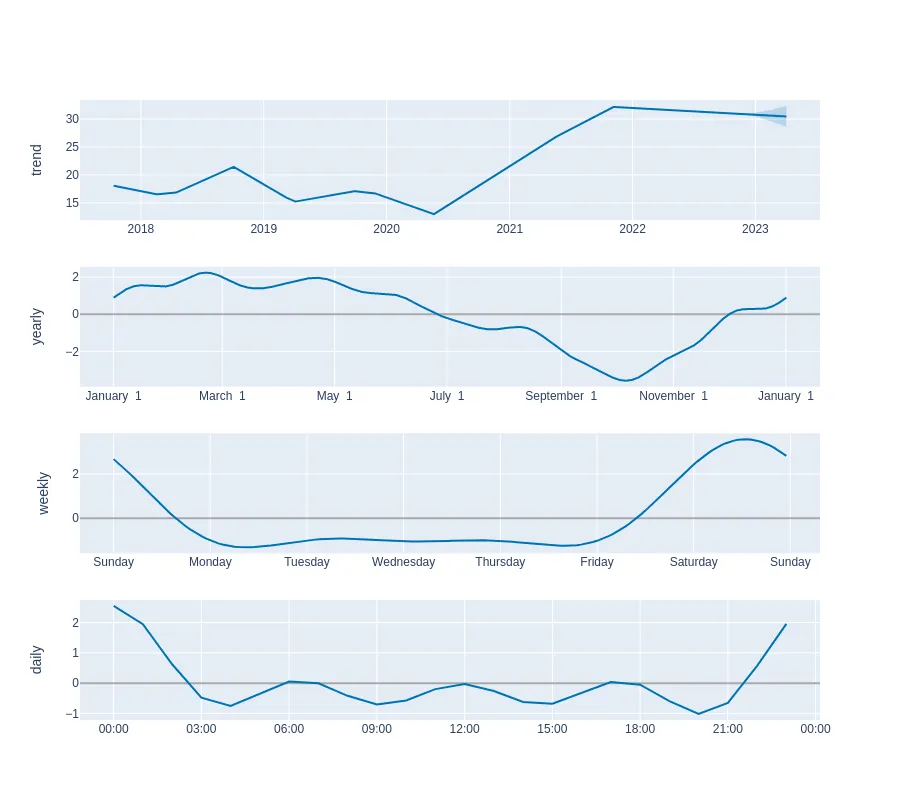 trend
30
25
20
15
2018 2019 2020 2021 2022 2023
yearly
2
0
−2
January 1 March 1 May 1 July 1 September 1 November 1 January 1
weekly
2
0
Sunday Monday Tuesday Wednesday Thursday Friday Saturday Sunday
daily
2
1
0
−1
00:00 03:00 06:00 09:00 12:00 15:00 18:00 21:00 00:00